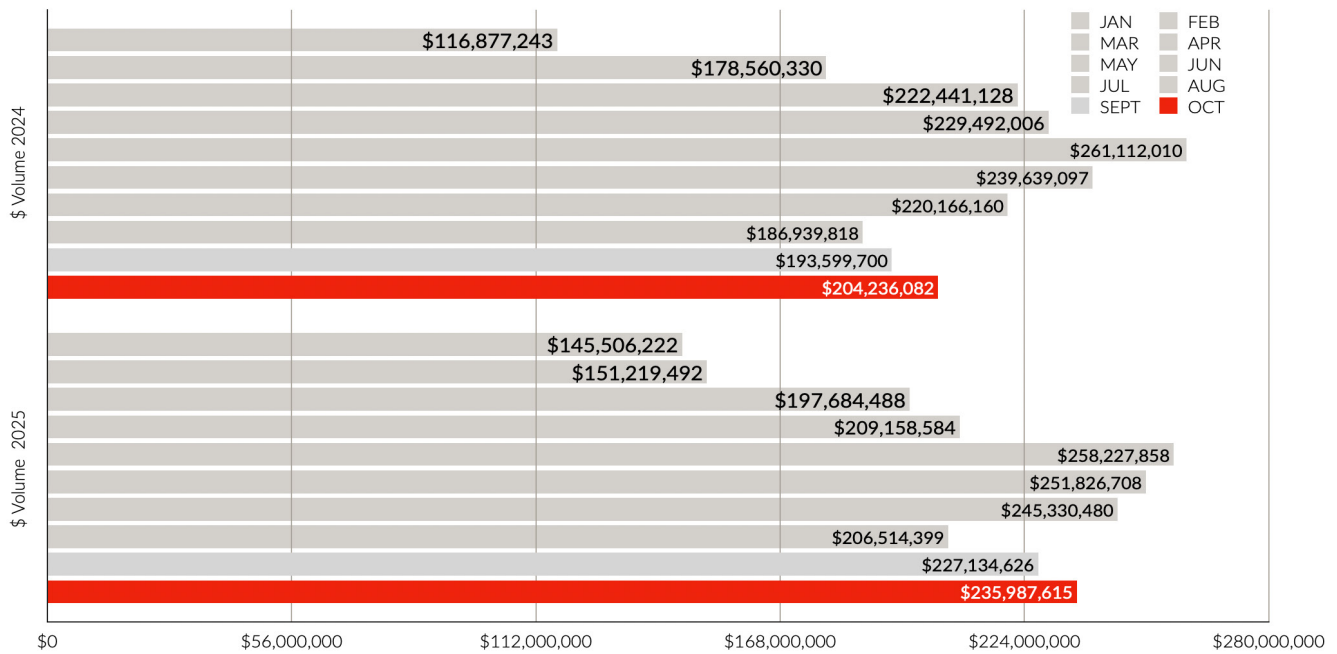 JAN FEB
MAR APR
MAY JUN
JUL AUG
SEPT OCT
$ Volume 2024
$116,877,243
$178,560,330
$222,441,128
$229,492,006
$261,112,010
$239,639,097
$220,166,160
$186,939,818
$193,599,700
$204,236,082
$ Volume 2025
$145,506,222
$151,219,492
$197,684,488
$209,158,584
$258,227,858
$251,826,708
$245,330,480
$206,514,399
$227,134,626
$235,987,615
$0 $56,000,000 $112,000,000 $168,000,000 $224,000,000 $280,000,000